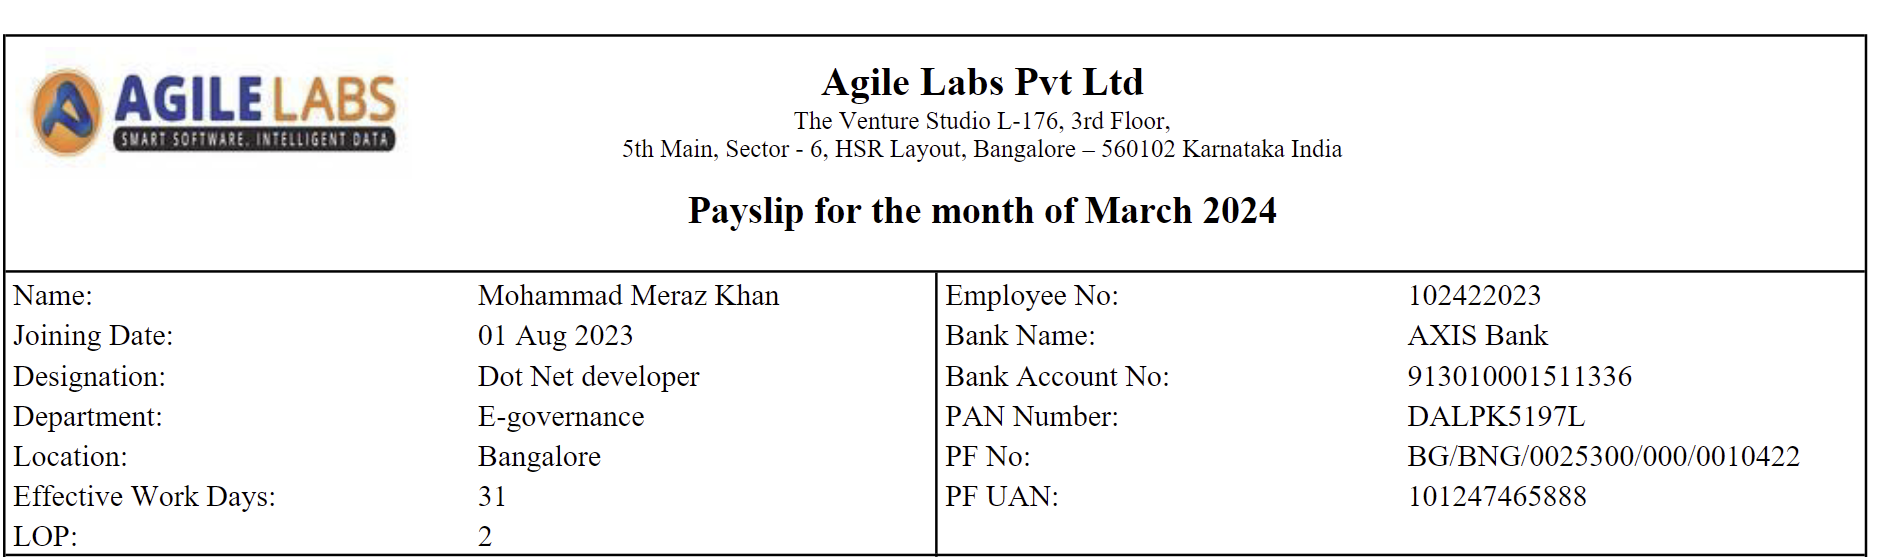 AGILE LABS
SMART SOFTWARE. INTELLIGENT DATA
Agile Labs Pvt Ltd
The Venture Studio L-176, 3rd Floor,
5th Main, Sector - 6, HSR Layout, Bangalore – 560102 Karnataka India
Payslip for the month of March 2024
Name: Mohammad Meraz Khan Employee No: 102422023
Joining Date: 01 Aug 2023 Bank Name: AXIS Bank
Designation: Dot Net developer Bank Account No: 913010001511336
Department: E-governance PAN Number: DALPK5197L
Location: Bangalore PF No: BG/BNG/0025300/000/0010422
Effective Work Days: 31 PF UAN: 101247465888
LOP: 2